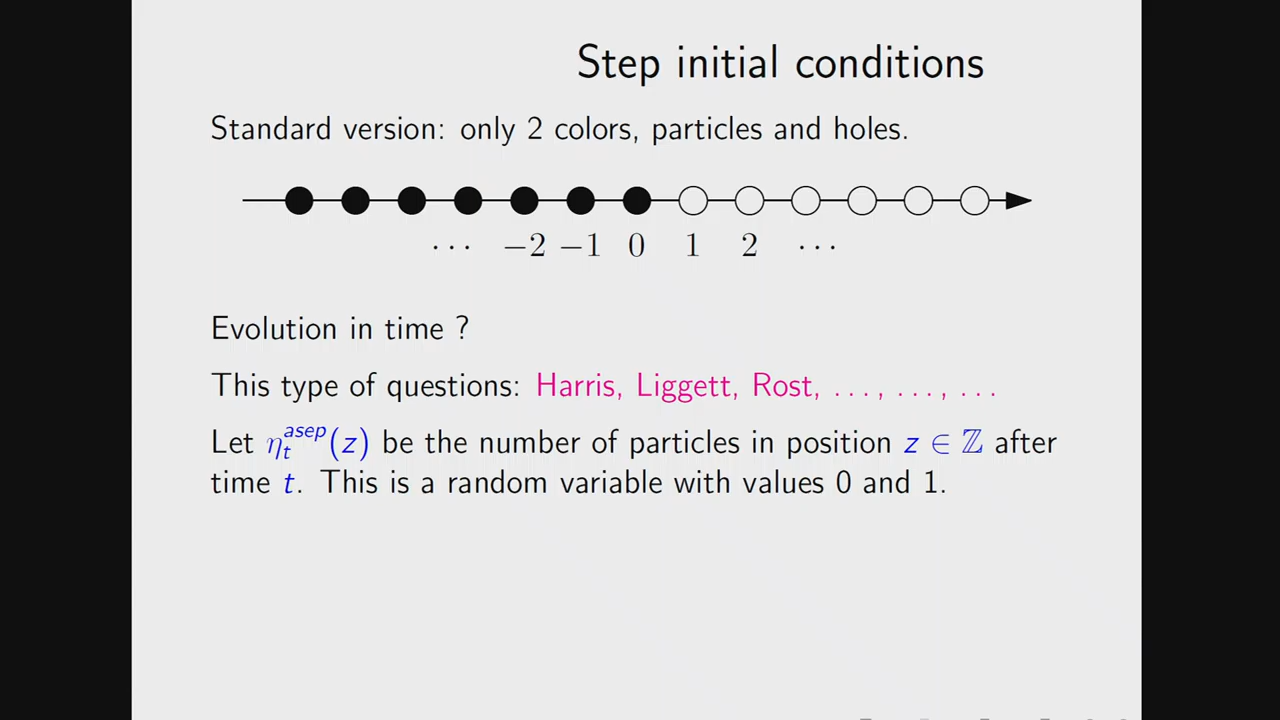 Step initial conditions
Standard version: only 2 colors, particles and holes.
··· −2 −1 0 1 2 ···
Evolution in time ?
This type of questions: Harris, Liggett, Rost, . . . , . . . , . . .
Let η_t^{asep}(z) be the number of particles in position z ∈ ℤ after
time t. This is a random variable with values 0 and 1.